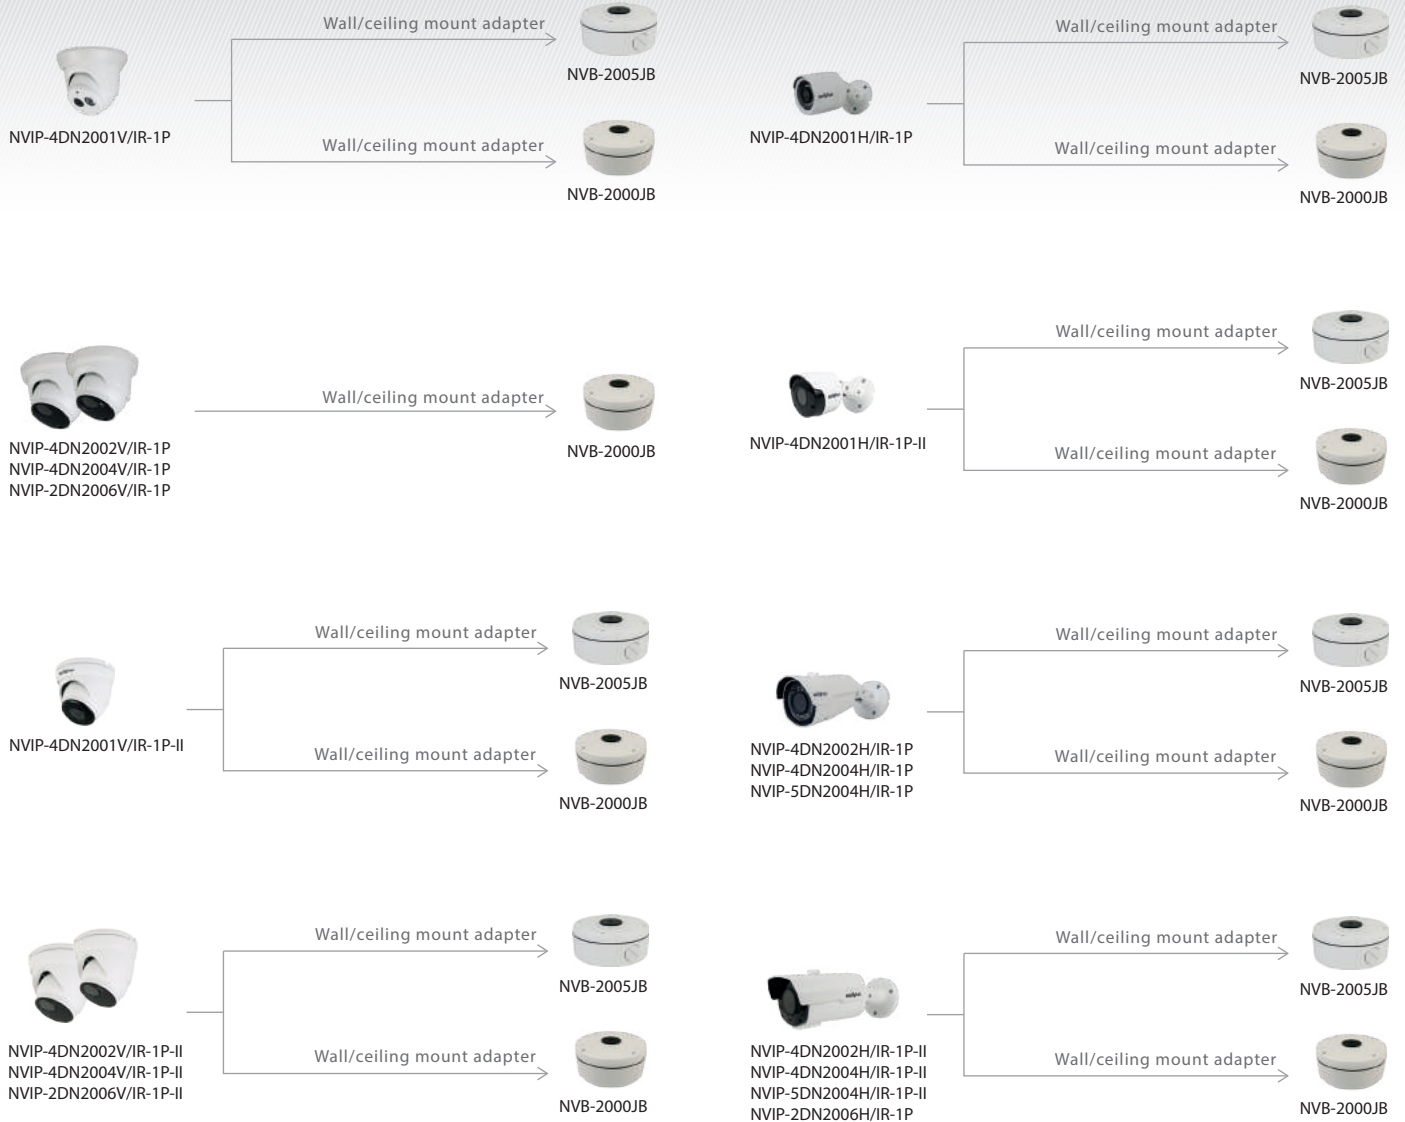 Wall/ceiling mount adapter
NVB-2005JB
NVIP-4DN2001V/IR-1P
Wall/ceiling mount adapter
NVB-2000JB
Wall/ceiling mount adapter
NVB-2005JB
NVIP-4DN2001H/IR-1P
Wall/ceiling mount adapter
NVB-2000JB
Wall/ceiling mount adapter
NVB-2000JB
NVIP-4DN2002V/IR-1P
NVIP-4DN2004V/IR-1P
NVIP-2DN2006V/IR-1P
Wall/ceiling mount adapter
NVB-2005JB
NVIP-4DN2001H/IR-1P-II
Wall/ceiling mount adapter
NVB-2000JB
Wall/ceiling mount adapter
NVB-2005JB
NVIP-4DN2001V/IR-1P-II
Wall/ceiling mount adapter
NVB-2000JB
Wall/ceiling mount adapter
NVB-2005JB
NVIP-4DN2002H/IR-1P
NVIP-4DN2004H/IR-1P
NVIP-5DN2004H/IR-1P
Wall/ceiling mount adapter
NVB-2000JB
Wall/ceiling mount adapter
NVB-2005JB
NVIP-4DN2002V/IR-1P-II
NVIP-4DN2004V/IR-1P-II
NVIP-2DN2006V/IR-1P-II
Wall/ceiling mount adapter
NVB-2000JB
Wall/ceiling mount adapter
NVB-2005JB
NVIP-4DN2002H/IR-1P-II
NVIP-4DN2004H/IR-1P-II
NVIP-5DN2004H/IR-1P-II
NVIP-2DN2006H/IR-1P
Wall/ceiling mount adapter
NVB-2000JB